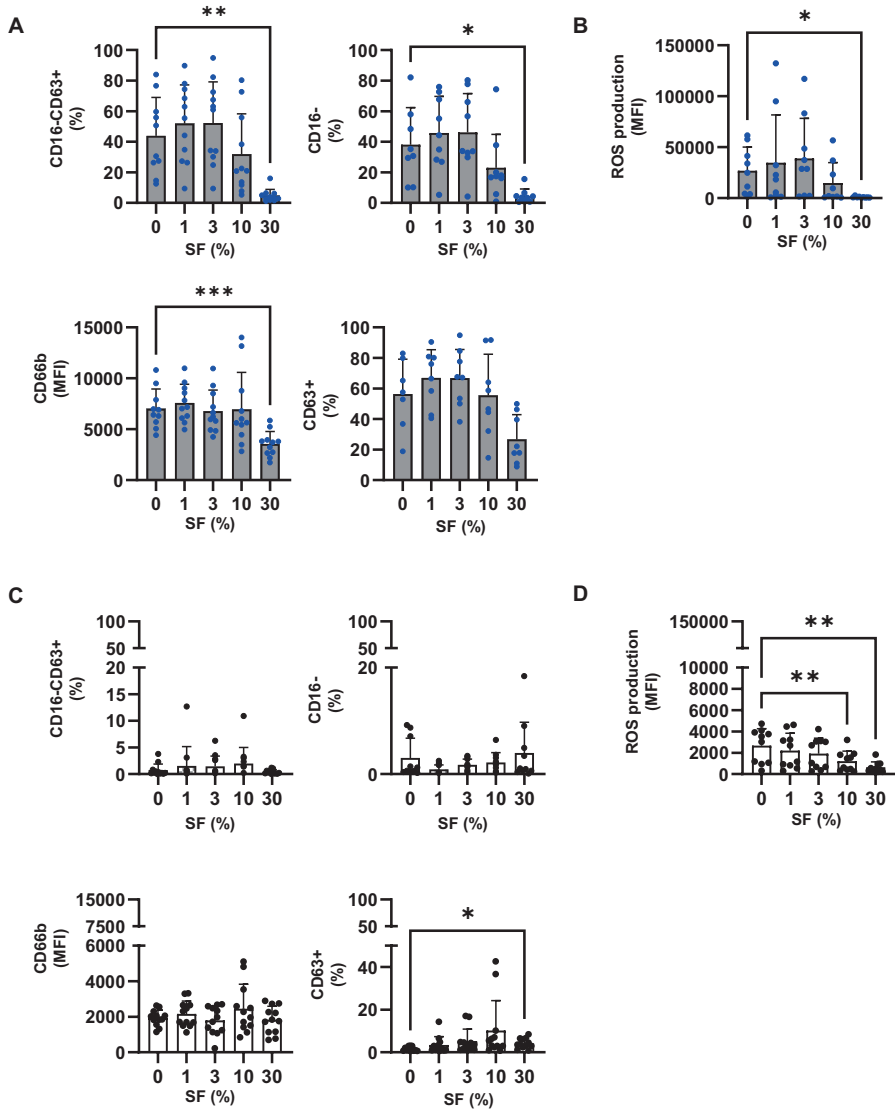 A
**
CD16-CD63+
(%)
100
80
60
40
20
0
0 1 3 10 30
SF (%)
*
CD16-
(%)
100
80
60
40
20
0
0 1 3 10 30
SF (%)
B
*
ROS production
(MFI)
150000
100000
50000
0
0 1 3 10 30
SF (%)
***
CD66b
(MFI)
15000
10000
5000
0
0 1 3 10 30
SF (%)
CD63+
(%)
100
80
60
40
20
0
0 1 3 10 30
SF (%)
C
CD16-CD63+
(%)
100
50
20
15
10
5
0
0 1 3 10 30
SF (%)
CD16-
(%)
100
50
20
10
0
0 1 3 10 30
SF (%)
D
**
**
ROS production
(MFI)
150000
10000
8000
6000
4000
2000
0
0 1 3 10 30
SF (%)
CD66b
(MFI)
15000
7500
6000
4000
2000
0
0 1 3 10 30
SF (%)
*
CD63+
(%)
100
50
40
20
0
0 1 3 10 30
SF (%)